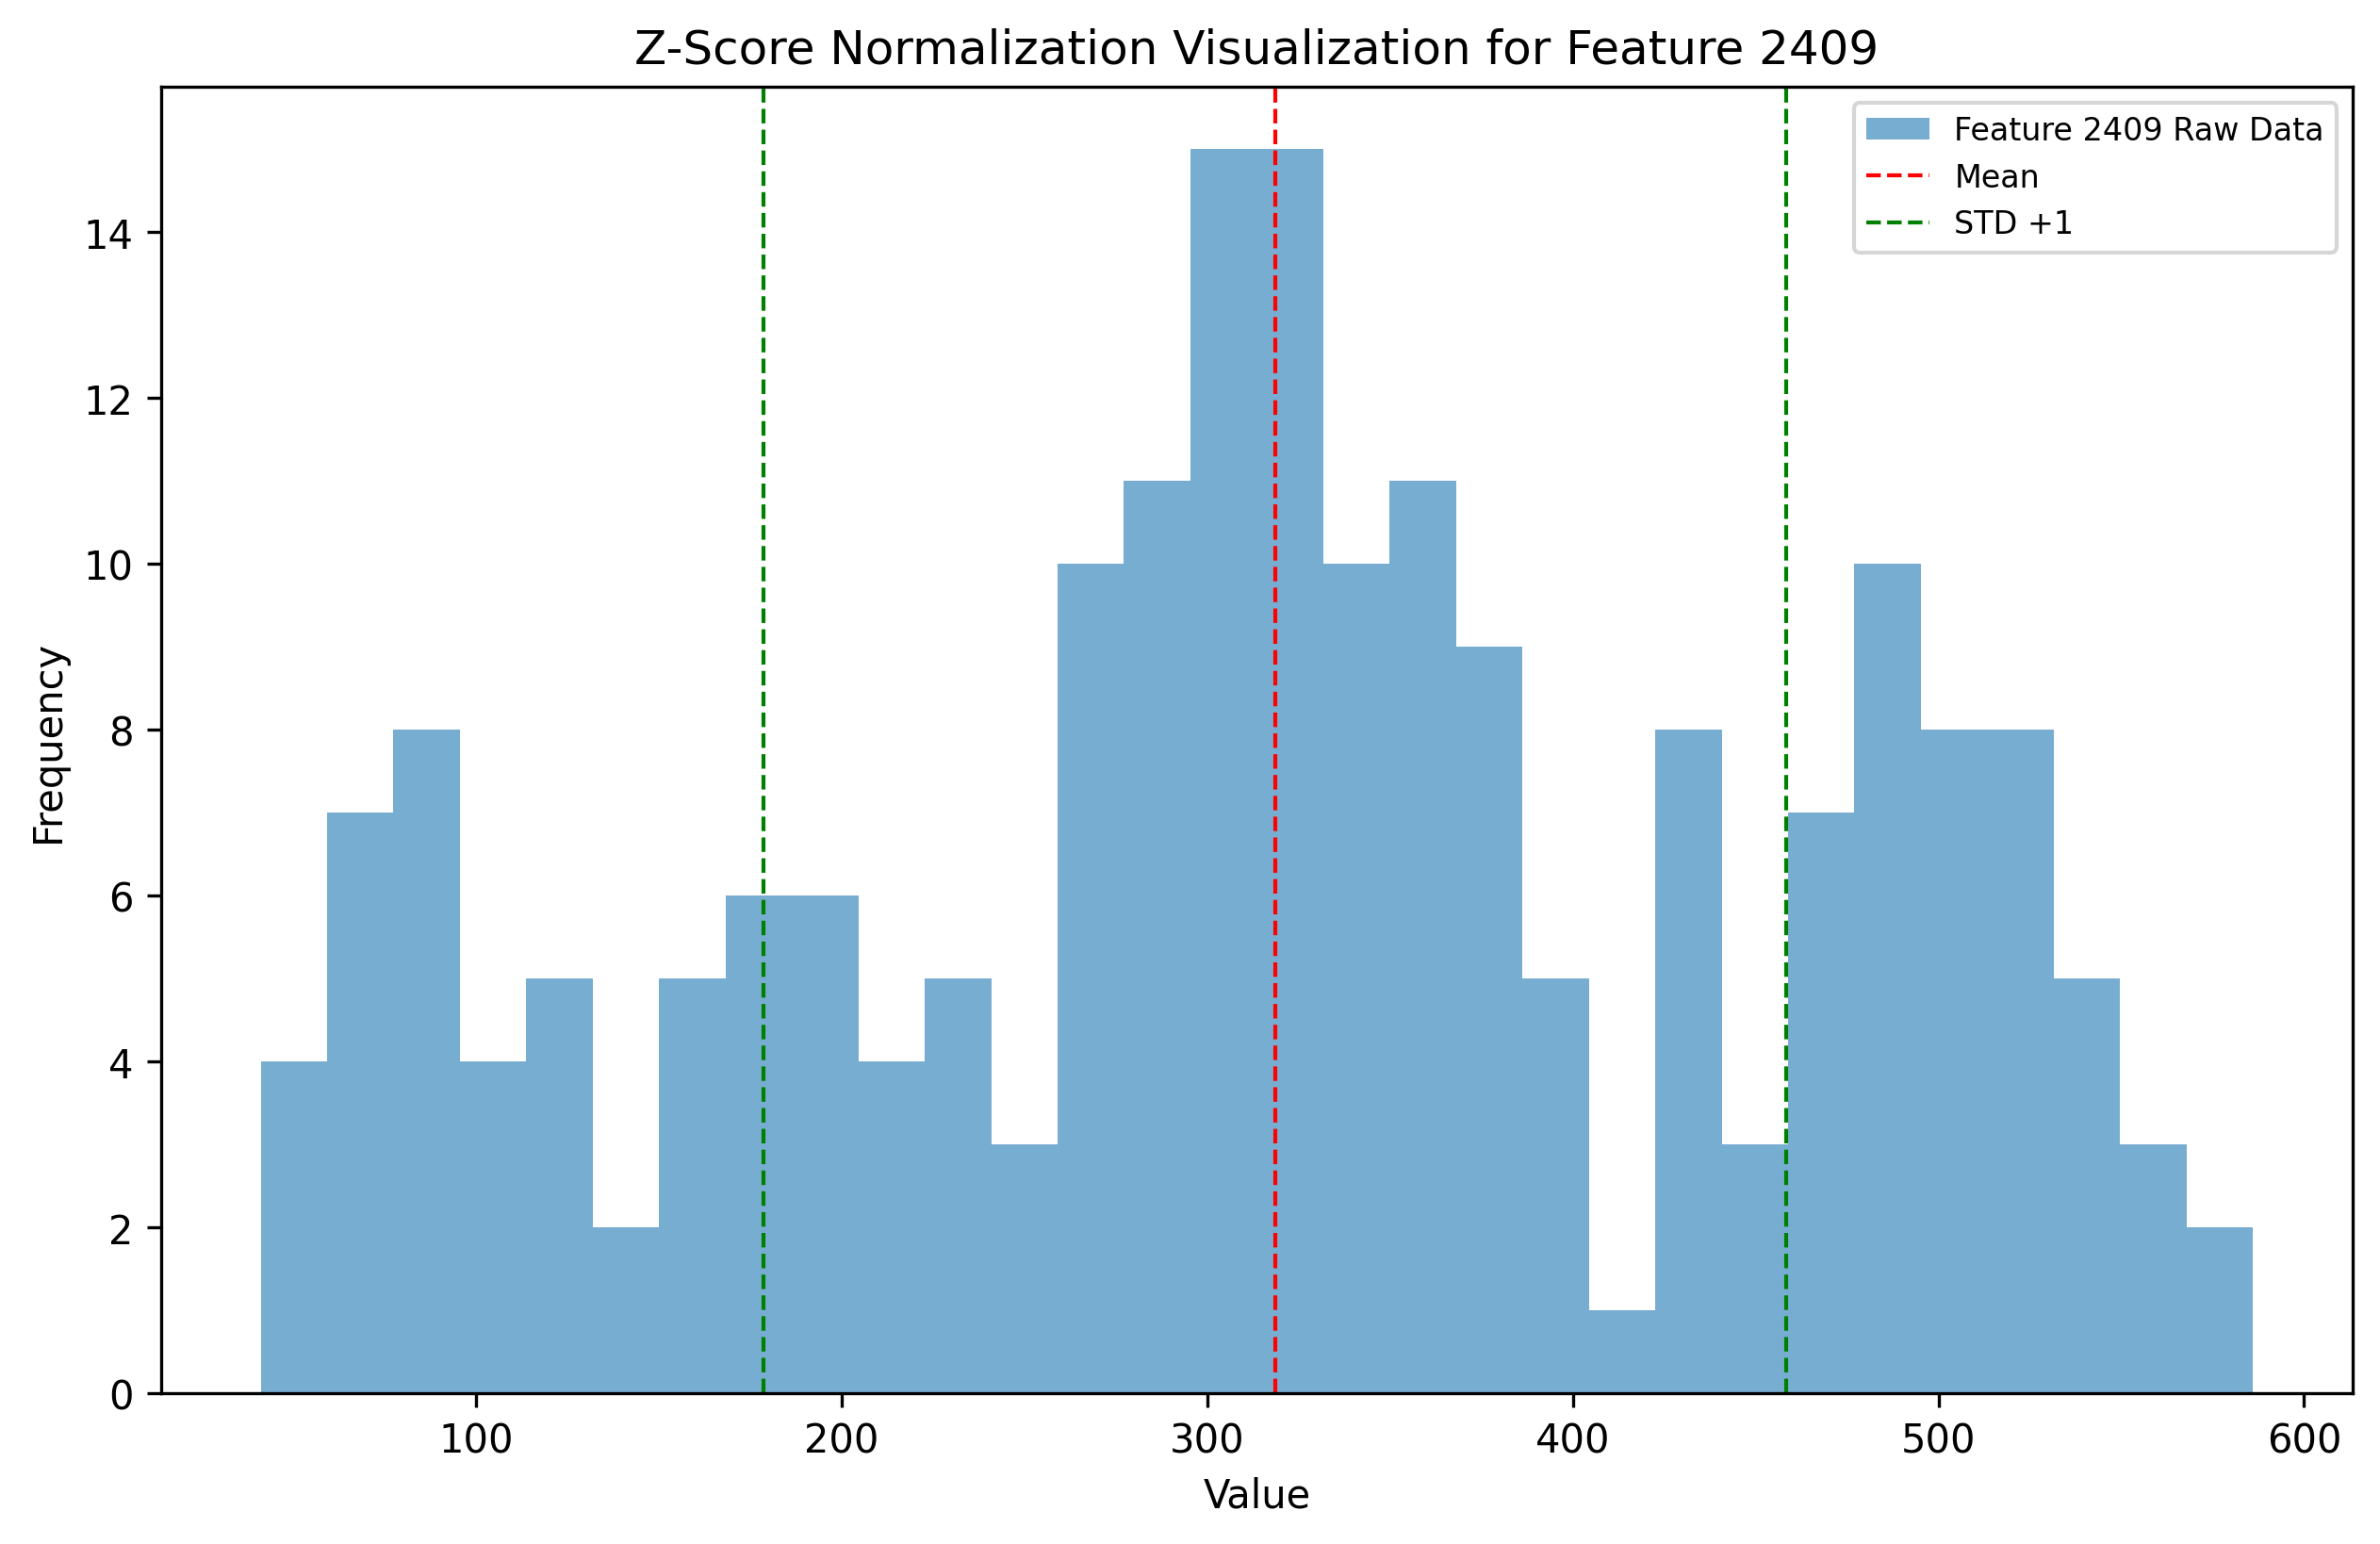 Z-Score Normalization Visualization for Feature 2409
Feature 2409 Raw Data
Mean
STD +1
Frequency
14
12
10
8
6
4
2
0
100 200 300 400 500 600
Value